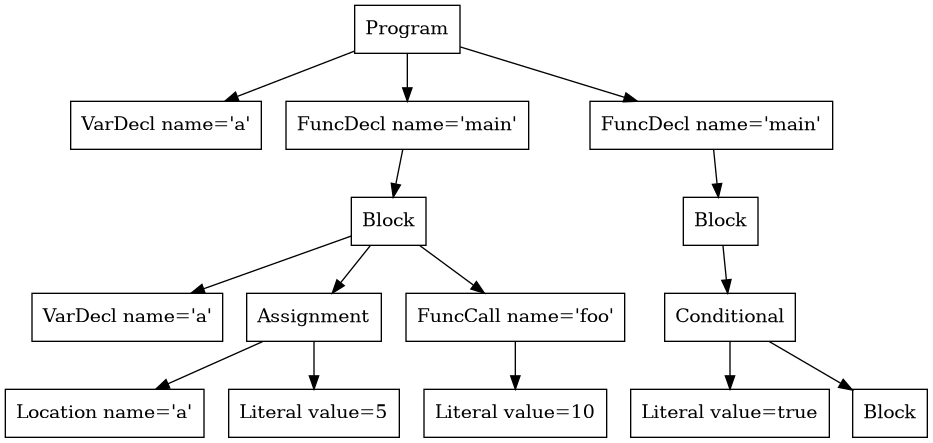 Program
VarDecl name='a'
FuncDecl name='main'
FuncDecl name='main'
Block
Block
VarDecl name='a'
Assignment
FuncCall name='foo'
Conditional
Location name='a'
Literal value=5
Literal value=10
Literal value=true
Block